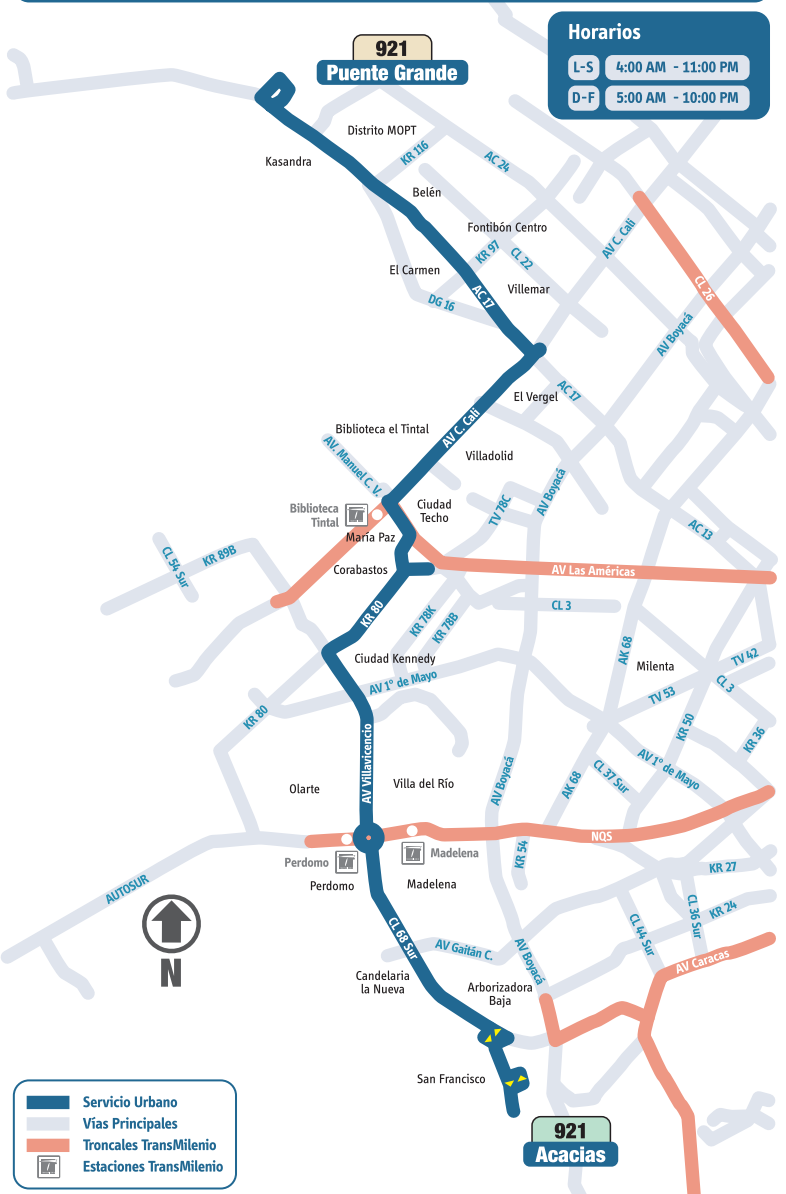 921
Puente Grande
Horarios
L-S 4:00 AM - 11:00 PM
D-F 5:00 AM - 10:00 PM
Distrito MOPT
Kasandra
KR 116
AC 24
Belén
Fontibón Centro
AV C. Cali
KR 97
CL 22
El Carmen
Villemar
CL 26
DG 16
AC 17
AV Boyacá
AC 17
El Vergel
Biblioteca el Tintal
AV C. Cali
AV. Manuel C. V.
Villadolid
AV Boyacá
TV 78C
Biblioteca
Tintal
Ciudad
Techo
María Paz
AC 13
CL 54 Sur
KR 89B
Corabastos
AV Las Américas
KR 80
CL 3
KR 78K
KR 78B
AK 68
Ciudad Kennedy
Milenta
TV 42
AV 1° de Mayo
TV 53
CL 3
KR 80
KR 50
KR 36
AV Villavicencio
Olarte
Villa del Río
AV Boyacá
AK 68
CL 37 Sur
AV 1° de Mayo
NQS
Perdomo
Madelena
KR 54
KR 27
Perdomo
Madelena
AUTOSUR
CL 68 Sur
CL 44 Sur
CL 36 Sur
KR 24
AV Gaitán C.
AV Boyacá
AV Caracas
N
Candelaria
la Nueva
Arborizadora
Baja
San Francisco
921
Acacias
Servicio Urbano
Vías Principales
Troncales TransMilenio
Estaciones TransMilenio